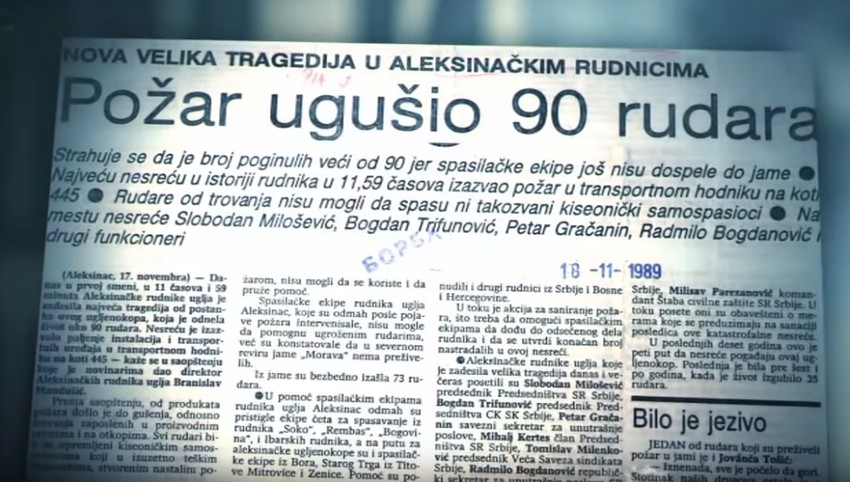 NOVA VELIKA TRAGEDIJA U ALEKSINAČKIM RUDNICIMA
Požar ugušio 90 rudara
Strahuje se da je broj poginulih veći od 90 jer spasilačke ekipe još nisu dospele do jame ●
Najveću nesreću u istoriji rudnika u 11,59 časova izazvao požar u transportnom hodniku na koti
445 ● Rudare od trovanja nisu mogli da spasu ni takozvani kiseonički samospasioci ● Na
mestu nesreće Slobodan Milošević, Bogdan Trifunović, Petar Gračanin, Radmilo Bogdanović i
drugi funkcioneri
БОРБА
18-11-1989
(Aleksinac, 17. novembra) — Da-
nas u prvoj smeni, u 11 časova i 59
minuta Aleksinačke rudnike uglja je
zadesila najveća tragedija od postan-
ka ovog ugljenokopa, koja je odnela
život oko 90 rudara. Nesreću je izaz-
valo paljenje instalacija i transpor-
tnih uređaja u transportnom hodni-
ku na koti 445 — kaže se u saopštenju
koje je novinarima dao direktor
Aleksinačkih rudnika uglja Branislav
Prema saopštenju, od produkata
požara došlo je do gušenja, odnosno
trovanja zaposlenih u proizvodnim
i na otkopima. Svi rudari bi-
opremljeni kiseoničkim samos-
koji u izuzetno teškim
stvorenim nastalim po-
žarom, nisu mogli da se koriste i da
pruže pomoć.
Spasilačke ekipe rudnika uglja
Aleksinac, koje su odmah posle poja-
ve požara intervenisale, nisu mogle
da pomognu ugroženim rudarima,
već su konstatovale da u severnom
reviru jame „Morava" nema prežive-
lih.
Iz jame su bezbedno izašla 73 ru-
dara.
● U pomoć spasilačkim ekipama
rudnika uglja Aleksinac odmah su
pristigle ekipe četa za spasavanje iz
rudnika „Soko", „Rembas", „Bogovi-
na", i Ibarskih rudnika, a na putu za
aleksinačke ugljenokope su i spasilač-
ke ekipe iz Bora, Starog Trga iz Tito-
ve Mitrovice i Zenice. Pomoć su po-
nudili i drugi rudnici iz Srbije i Bosne
i Hercegovine.
U toku je akcija za saniranje poža-
ra, što treba da omogući spasilačkim
ekipama da dođu do odsečenog dela
rudnika i da se utvrdi konačan broj
nastradalih u ovoj nesreći.
● Aleksinačke rudnike uglja koje
je zadesila velika tragedija danas i ve-
čeras posetili su Slobodan Milošević
predsednik Predsedništva SR Srbije,
Bogdan Trifunović predsednik Pred-
sedništva CK SK Srbije, Petar Grača-
nin savezni sekretar za unutrašnje
poslove, Mihalj Kertes član Predsed-
ništva SR Srbije, Tomislav Milenko-
vić predsednik Veća Saveza sindikata
Srbije, Radmilo Bogdanović republi-
čki sekretar za unutrašnje poslove SR
Srbije, Milisav Parezanović koman-
dant Štaba civilne zaštite SR Srbije. U
toku posete oni su obavešteni o me-
rama koje se preduzimaju na sanaciji
posledica ove katastrofalne nesreće.
U poslednjih deset godina ovo je
peti put da nesreće pogađaju ovaj ug-
ljenokop. Poslednja je bila pre šest i
po godina, kada je život izgubilo 35
rudara.
Bilo je jezivo
JEDAN od rudara koji su preživeli
požar u jami je i Jovánča Tošić:
— Iznenada, sve je počelo da gori.